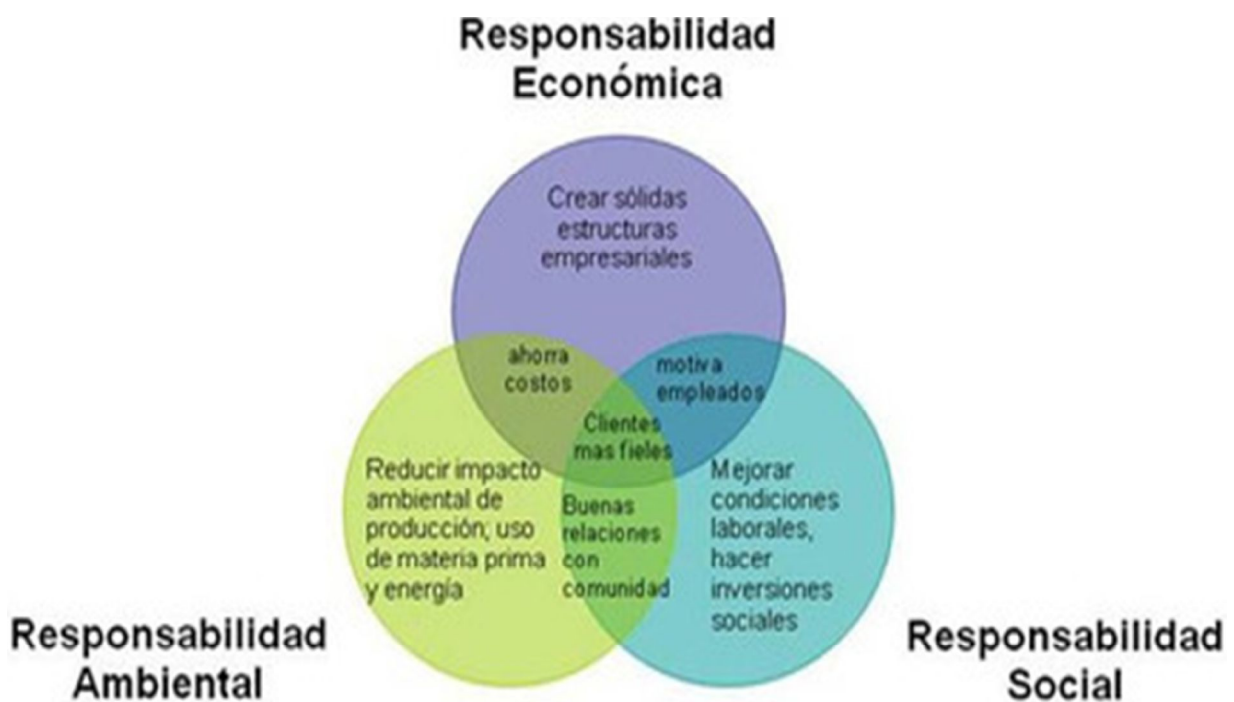 Responsabilidad
Económica
Crear sólidas
estructuras
empresariales
ahorra
costos
motiva
empleados
Clientes
mas fieles
Reducir impacto
ambiental de
producción; uso
de materia prima
y energía
Buenas
relaciones
con
comunidad
Mejorar
condiciones
laborales,
hacer
inversiones
sociales
Responsabilidad
Ambiental
Responsabilidad
Social